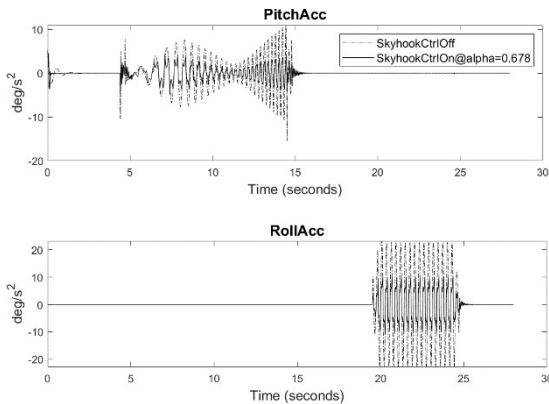 PitchAcc
10
0
-10
-20
deg/s²
SkyhookCtrlOff
SkyhookCtrlOn@alpha=0.678
0 5 10 15 20 25 30
Time (seconds)
RollAcc
20
10
0
-10
-20
deg/s²
0 5 10 15 20 25 30
Time (seconds)